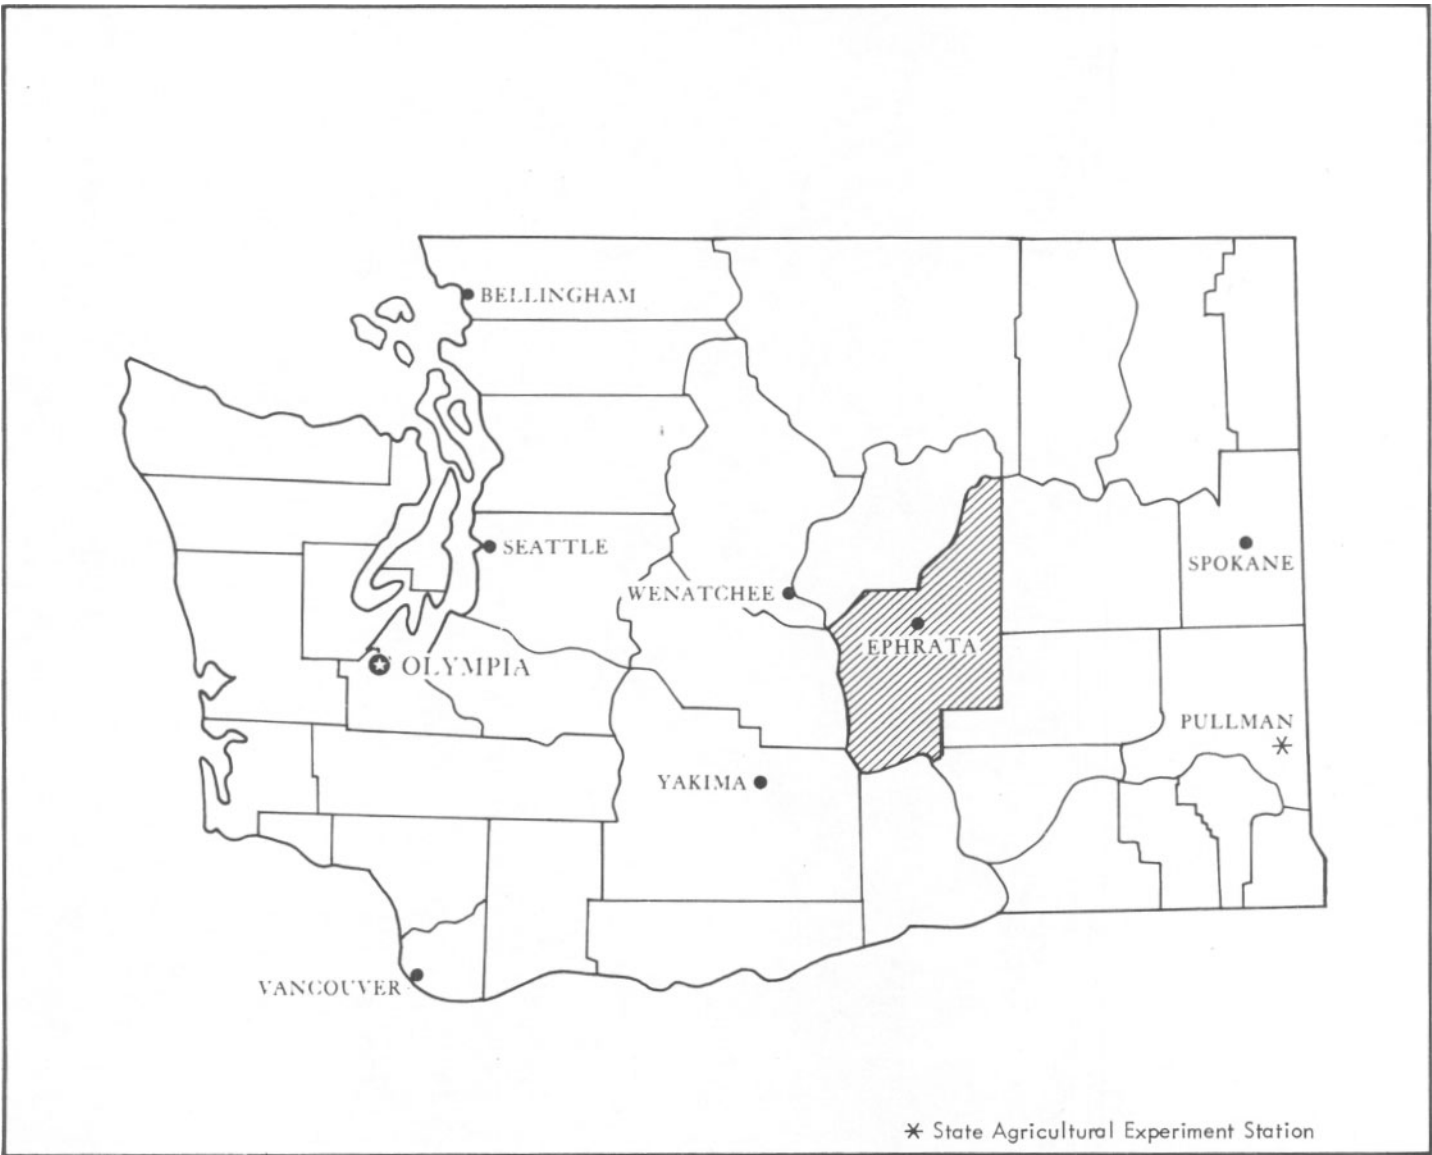 BELLINGHAM
SEATTLE
SPOKANE
WENATCHEE
EPHRATA
OLYMPIA
PULLMAN
YAKIMA
VANCOUVER
State Agricultural Experiment Station